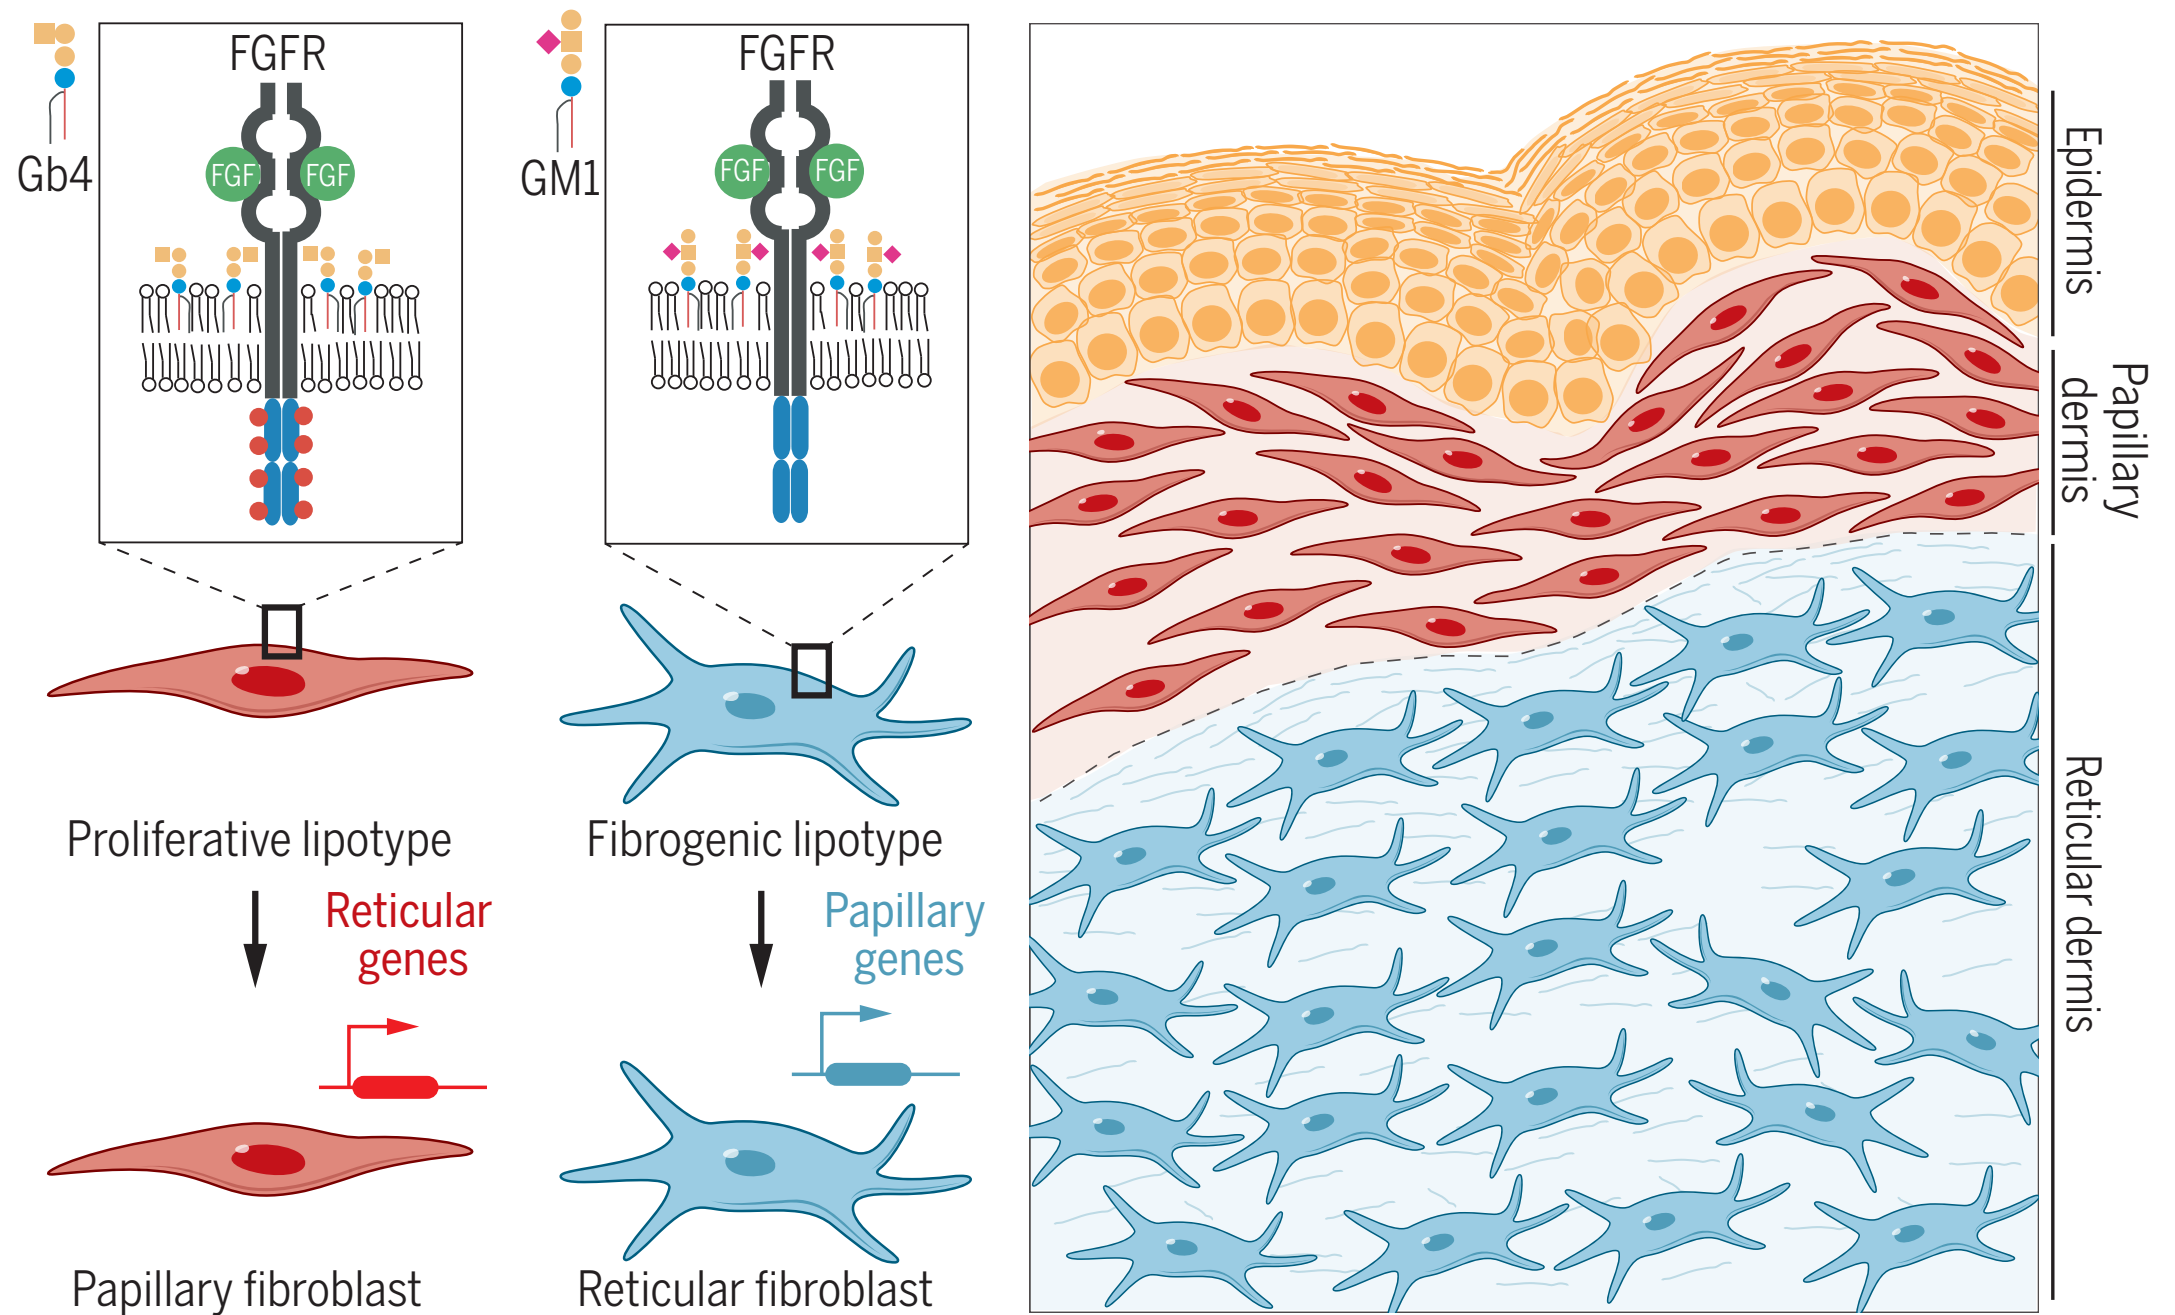 Gb4
FGFR
FGF
FGF
Proliferative lipotype
Reticular
genes
Papillary fibroblast
GM1
FGFR
FGF
FGF
Fibrogenic lipotype
Papillary
genes
Reticular fibroblast
Epidermis
Papillary
dermis
Reticular dermis